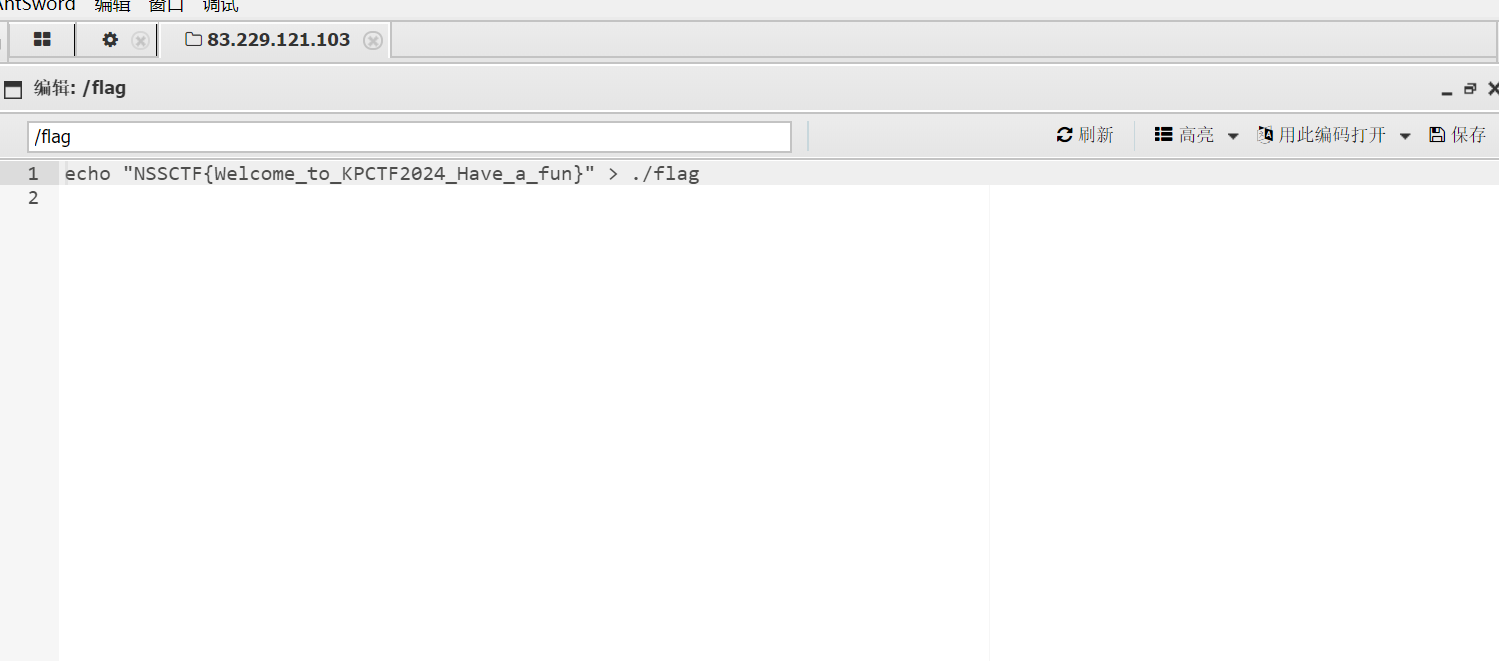 AntSword 编辑 窗口 调试
83.229.121.103
编辑: /flag
/flag 刷新 高亮 用此编码打开 保存
1 echo "NSSCTF{Welcome_to_KPCTF2024_Have_a_fun}" > ./flag
2